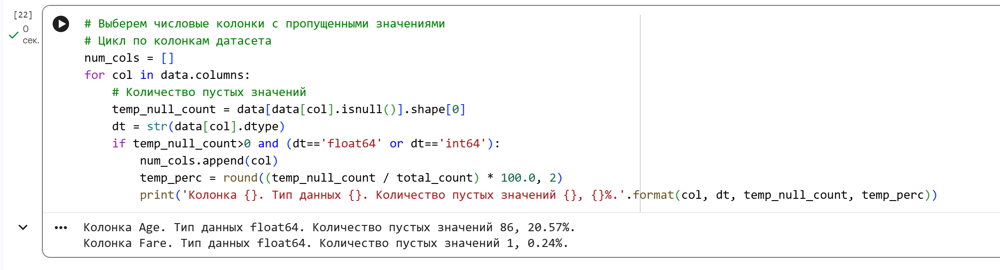 [22]
0
сек.
# Выберем числовые колонки с пропущенными значениями
# Цикл по колонкам датасета
num_cols = []
for col in data.columns:
    # Количество пустых значений
    temp_null_count = data[data[col].isnull()].shape[0]
    dt = str(data[col].dtype)
    if temp_null_count>0 and (dt=='float64' or dt=='int64'):
        num_cols.append(col)
        temp_perc = round((temp_null_count / total_count) * 100.0, 2)
        print('Колонка {}. Тип данных {}. Количество пустых значений {}, {}%.'.format(col, dt, temp_null_count, temp_perc))
Колонка Age. Тип данных float64. Количество пустых значений 86, 20.57%.
Колонка Fare. Тип данных float64. Количество пустых значений 1, 0.24%.